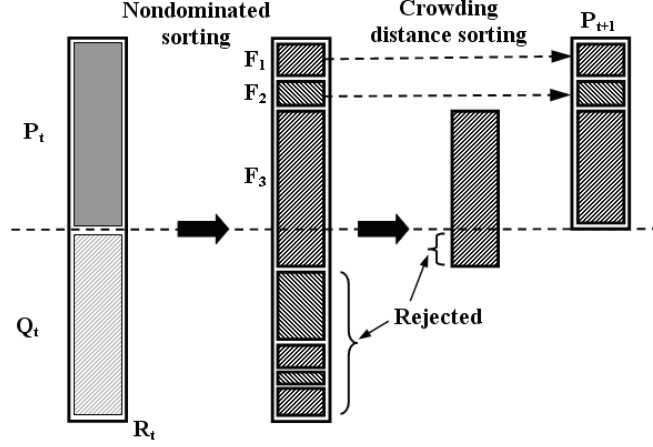 Nondominated
sorting
Crowding
distance sorting
P_{t+1}
F_1
F_2
P_t
F_3
Q_t
Rejected
R_t